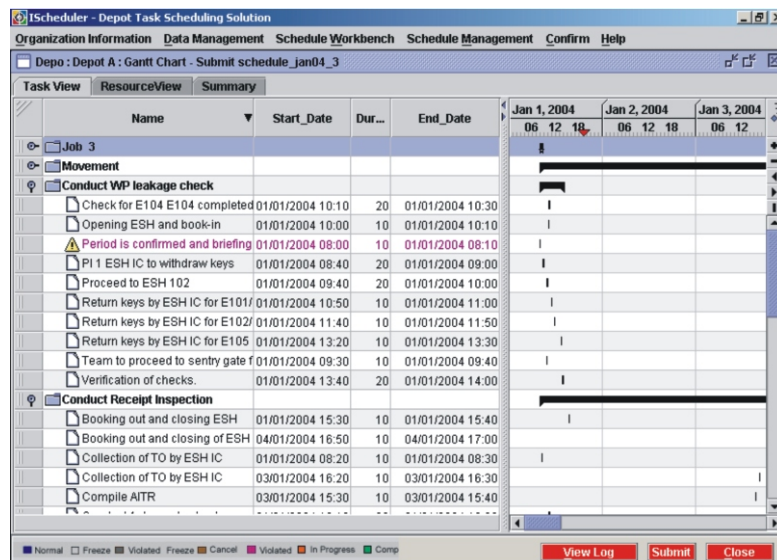 IScheduler - Depot Task Scheduling Solution
Organization Information Data Management Schedule Workbench Schedule Management Confirm Help
Depo : Depot A : Gantt Chart - Submit schedule_jan04_3
Task View ResourceView Summary
Name Start_Date Dur... End_Date Jan 1, 2004 Jan 2, 2004 Jan 3, 2004
06 12 18 06 12 18 06 12
Job 3
Movement
Conduct WP leakage check
Check for E104 E104 completed 01/01/2004 10:10 20 01/01/2004 10:30
Opening ESH and book-in 01/01/2004 10:00 10 01/01/2004 10:10
Period is confirmed and briefing 01/01/2004 08:00 10 01/01/2004 08:10
PI 1 ESH IC to withdraw keys 01/01/2004 08:40 20 01/01/2004 09:00
Proceed to ESH 102 01/01/2004 09:40 20 01/01/2004 10:00
Return keys by ESH IC for E101/ 01/01/2004 10:50 10 01/01/2004 11:00
Return keys by ESH IC for E102/ 01/01/2004 11:40 10 01/01/2004 11:50
Return keys by ESH IC for E105 01/01/2004 13:20 10 01/01/2004 13:30
Team to proceed to sentry gate f 01/01/2004 09:30 10 01/01/2004 09:40
Verification of checks. 01/01/2004 13:40 20 01/01/2004 14:00
Conduct Receipt Inspection
Booking out and closing ESH 01/01/2004 15:30 10 01/01/2004 15:40
Booking out and closing of ESH 04/01/2004 16:50 10 04/01/2004 17:00
Collection of TO by ESH IC 01/01/2004 08:20 10 01/01/2004 08:30
Collection of TO by ESH IC 03/01/2004 16:20 10 03/01/2004 16:30
Compile AITR 03/01/2004 15:30 10 03/01/2004 15:40
Normal Freeze Violated Freeze Cancel Violated In Progress Comp
View Log Submit Close